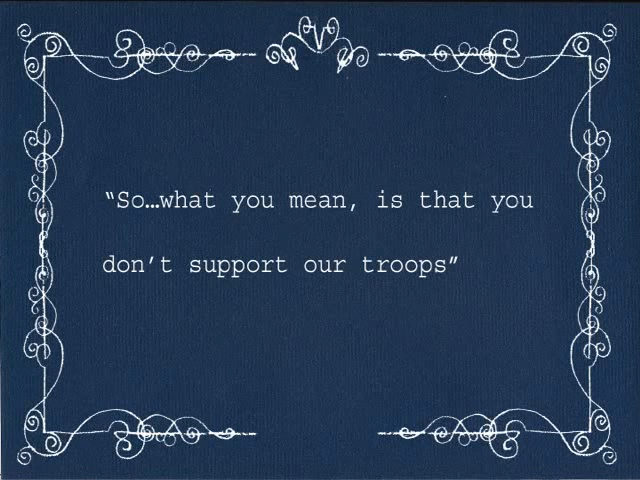 “So…what you mean, is that you
don’t support our troops”